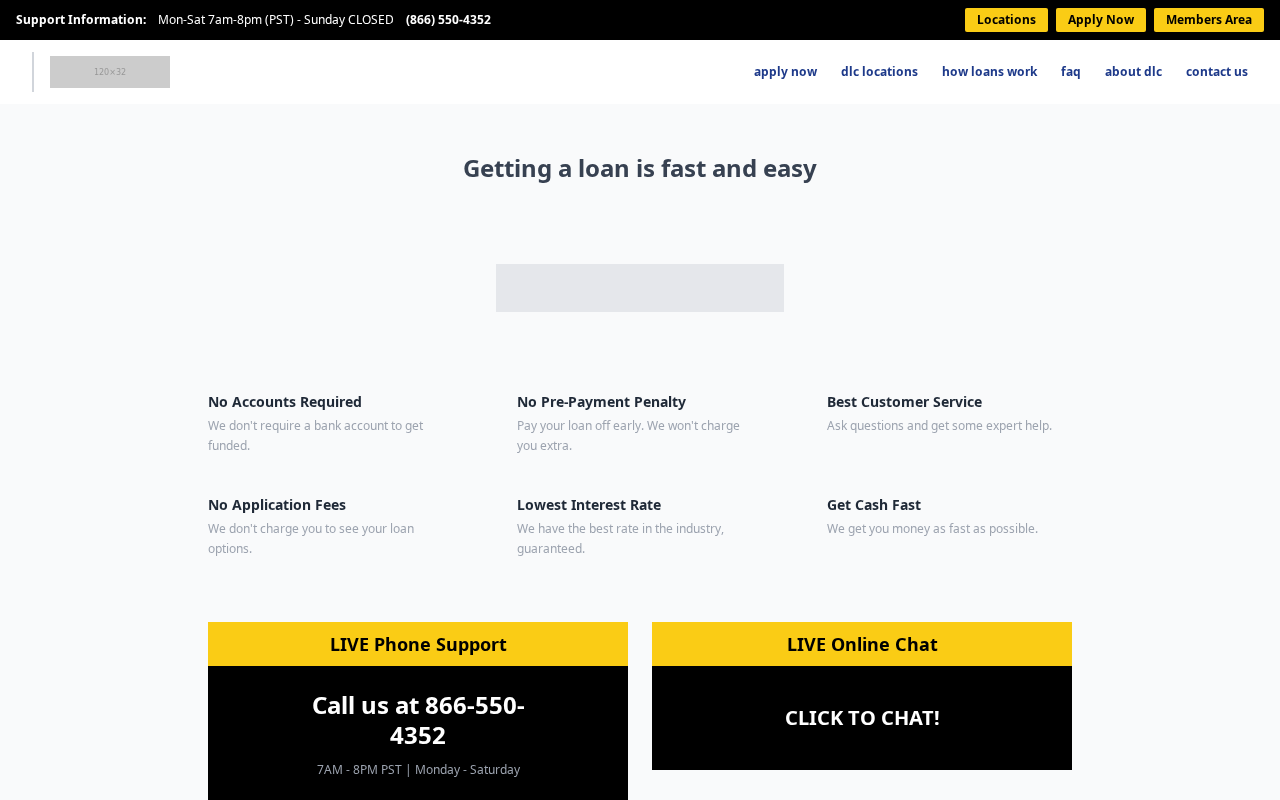 Support Information: Mon-Sat 7am-8pm (PST) - Sunday CLOSED (866) 550-4352
Locations
Apply Now
Members Area
120×32
apply now
dlc locations
how loans work
faq
about dlc
contact us
Getting a loan is fast and easy
No Accounts Required
We don't require a bank account to get
funded.
No Pre-Payment Penalty
Pay your loan off early. We won't charge
you extra.
Best Customer Service
Ask questions and get some expert help.
No Application Fees
We don't charge you to see your loan
options.
Lowest Interest Rate
We have the best rate in the industry,
guaranteed.
Get Cash Fast
We get you money as fast as possible.
LIVE Phone Support
Call us at 866-550-
4352
7AM - 8PM PST | Monday - Saturday
LIVE Online Chat
CLICK TO CHAT!